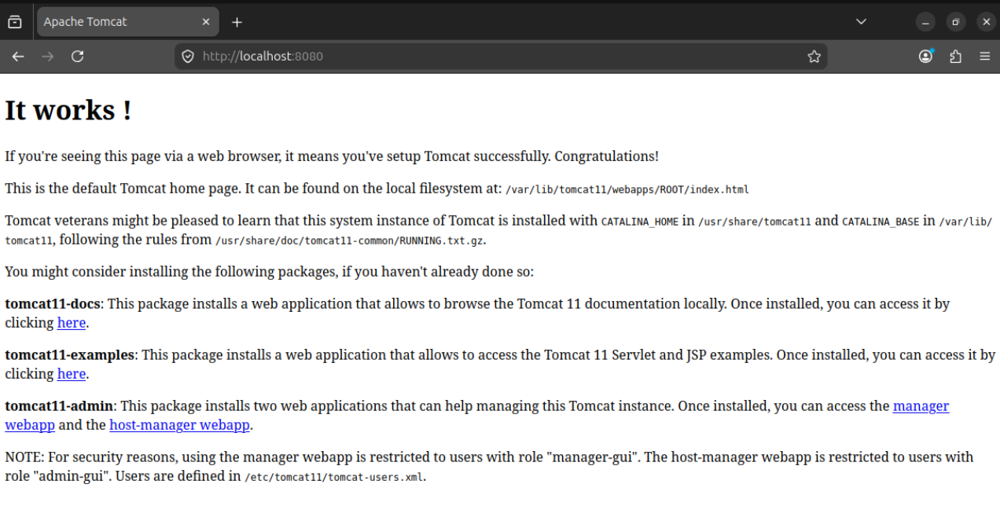 Apache Tomcat
http://localhost:8080
It works !
If you're seeing this page via a web browser, it means you've setup Tomcat successfully. Congratulations!
This is the default Tomcat home page. It can be found on the local filesystem at: /var/lib/tomcat11/webapps/ROOT/index.html
Tomcat veterans might be pleased to learn that this system instance of Tomcat is installed with CATALINA_HOME in /usr/share/tomcat11 and CATALINA_BASE in /var/lib/
tomcat11, following the rules from /usr/share/doc/tomcat11-common/RUNNING.txt.gz.
You might consider installing the following packages, if you haven't already done so:
tomcat11-docs: This package installs a web application that allows to browse the Tomcat 11 documentation locally. Once installed, you can access it by
clicking here.
tomcat11-examples: This package installs a web application that allows to access the Tomcat 11 Servlet and JSP examples. Once installed, you can access it by
clicking here.
tomcat11-admin: This package installs two web applications that can help managing this Tomcat instance. Once installed, you can access the manager
webapp and the host-manager webapp.
NOTE: For security reasons, using the manager webapp is restricted to users with role "manager-gui". The host-manager webapp is restricted to users with
role "admin-gui". Users are defined in /etc/tomcat11/tomcat-users.xml.